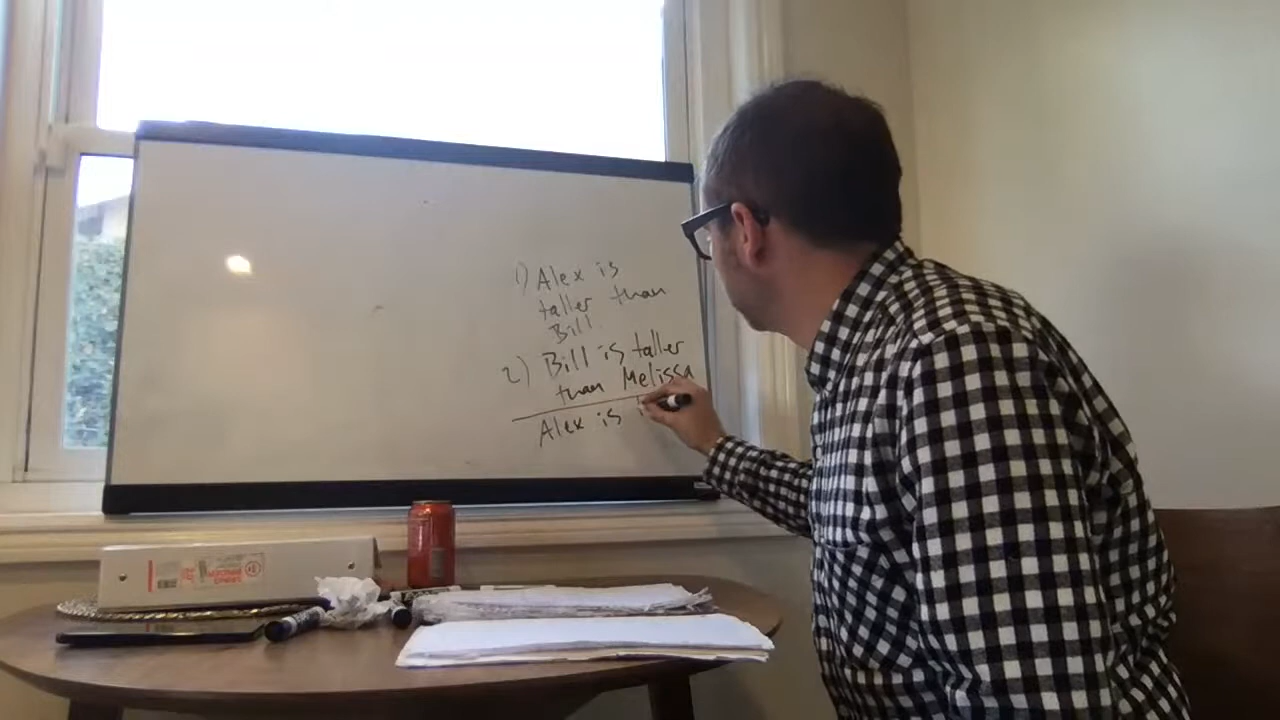 1) Alex is
taller than
Bill.
2) Bill is taller
than Melissa
Alex is